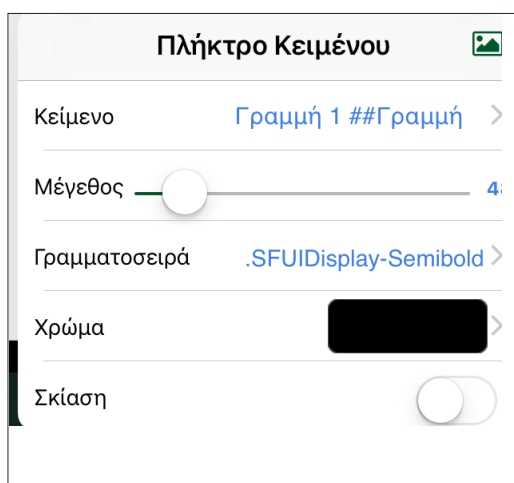 Πλήκτρο Κειμένου
Κείμενο Γραμμή 1 ##Γραμμή
Μέγεθος
Γραμματοσειρά .SFUIDisplay-Semibold
Χρώμα
Σκίαση